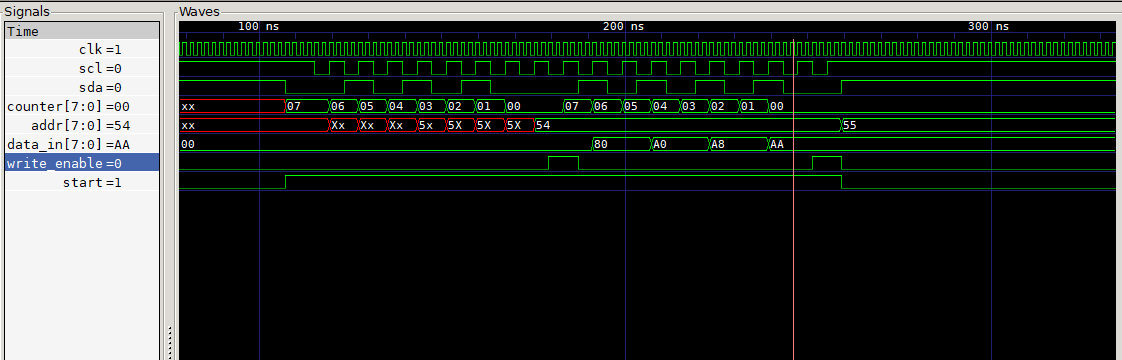 Signals
Waves
Time
100 ns
200 ns
300 ns
clk =1
scl =0
sda =0
counter[7:0] =00
xx
07
06
05
04
03
02
01
00
07
06
05
04
03
02
01
00
addr[7:0] =54
xx
Xx
Xx
Xx
5x
5X
5X
5X
54
55
data_in[7:0] =AA
00
80
A0
A8
AA
write_enable =0
start =1